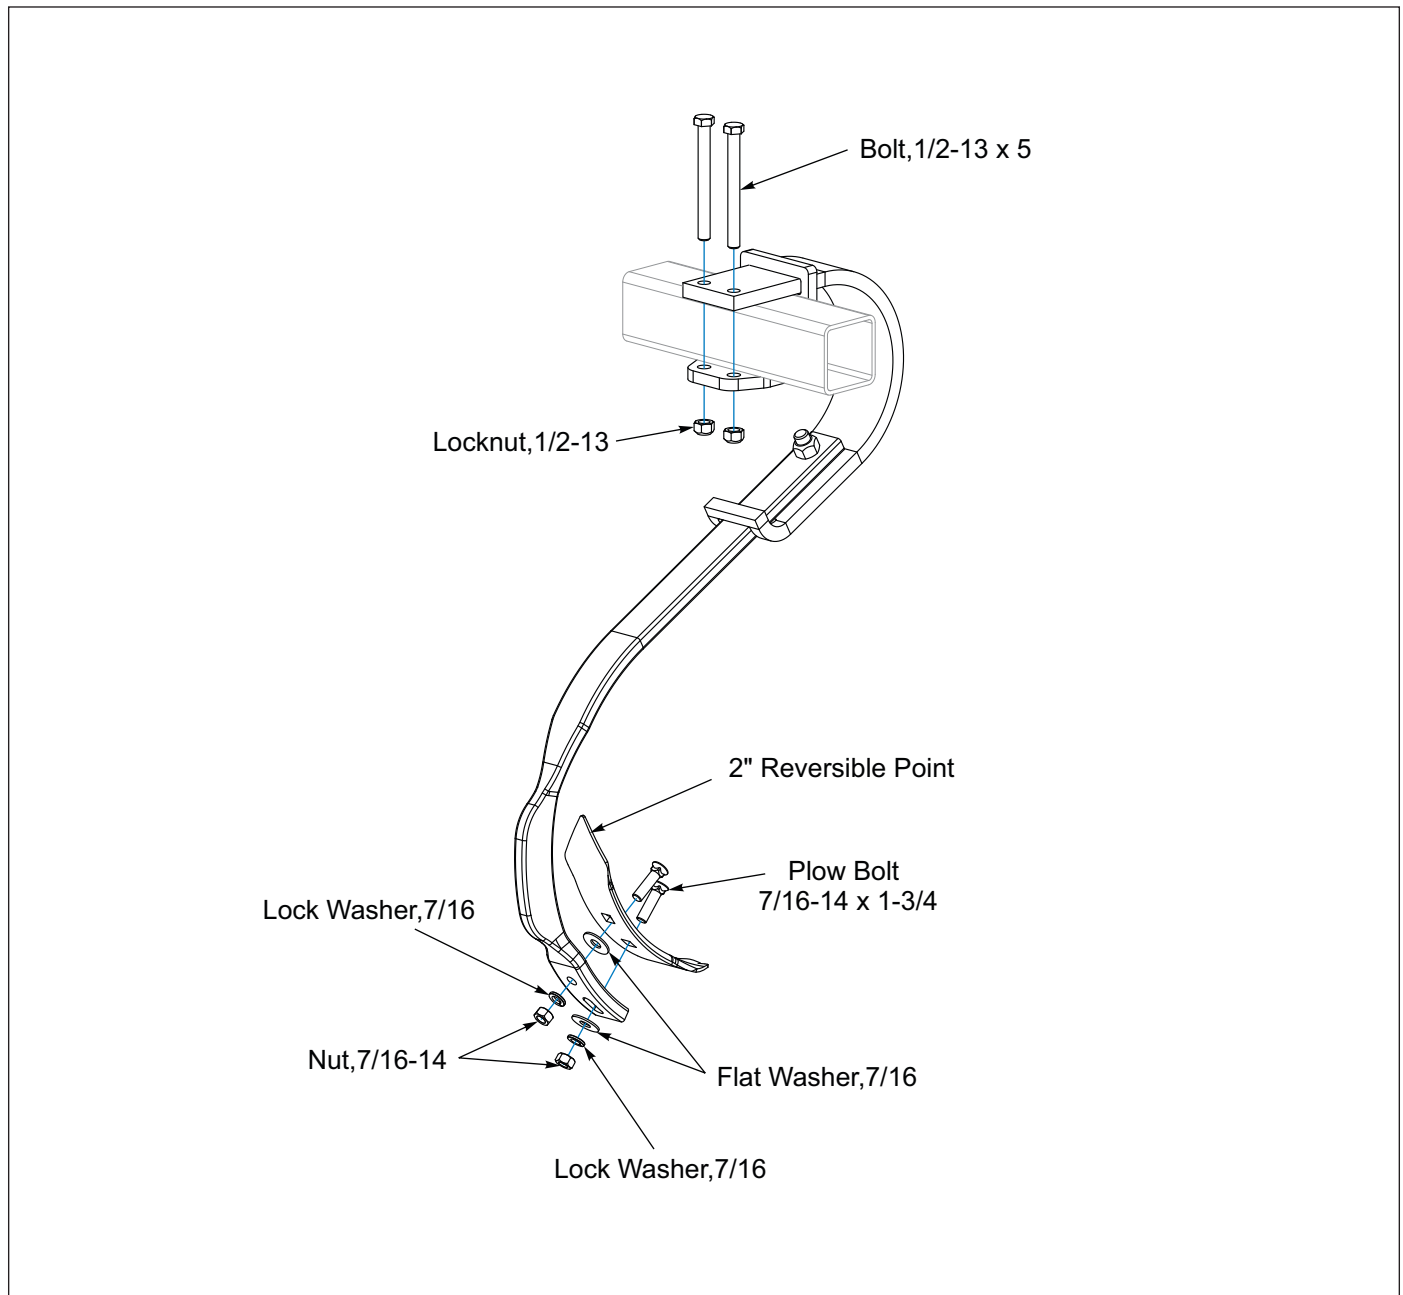 Bolt,1/2-13 x 5
Locknut,1/2-13
2" Reversible Point
Plow Bolt
7/16-14 x 1-3/4
Lock Washer,7/16
Nut,7/16-14
Flat Washer,7/16
Lock Washer,7/16